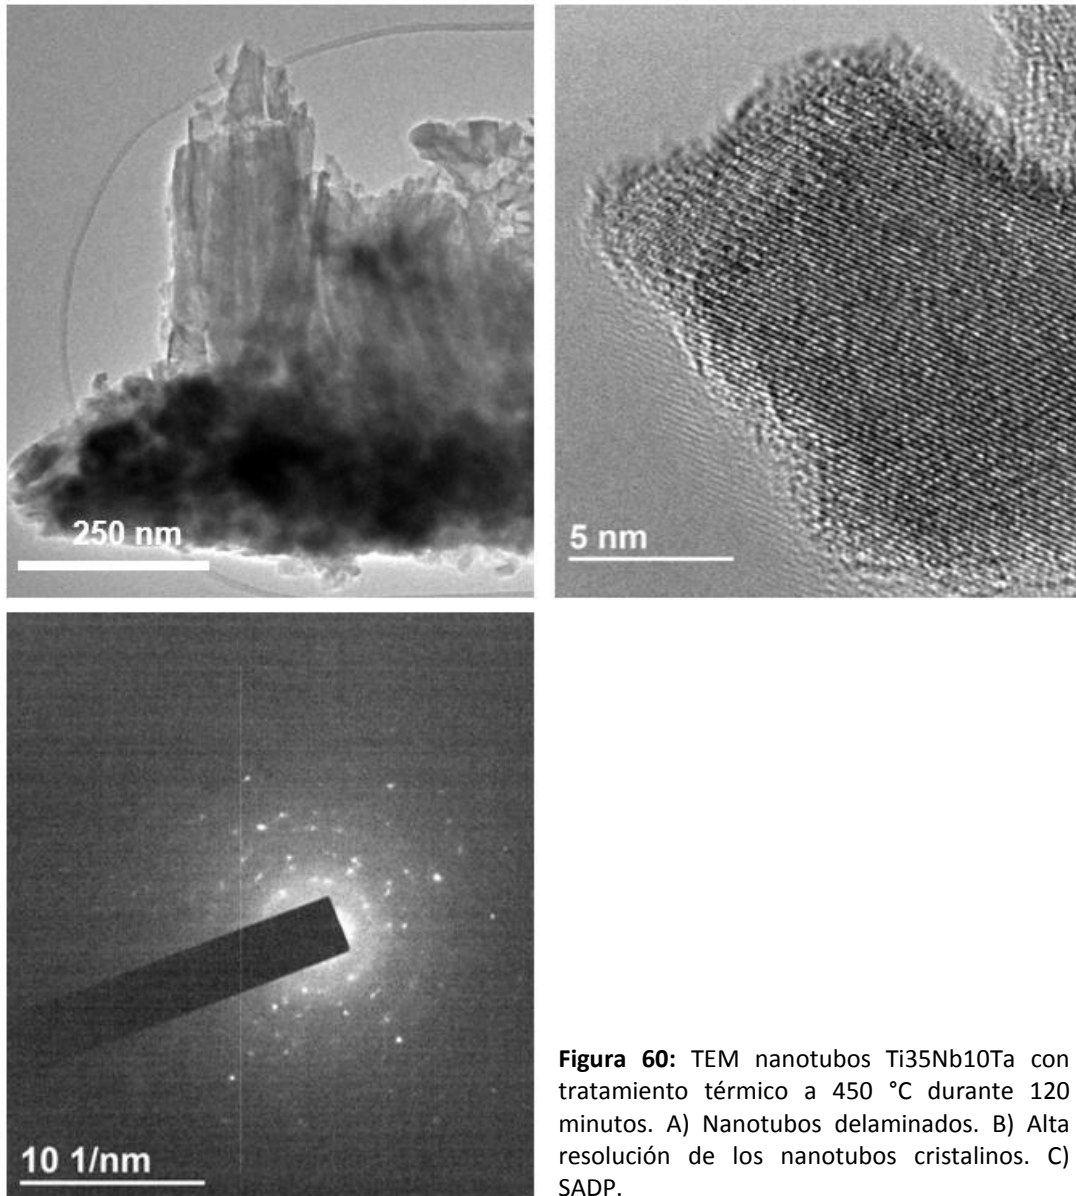 250 nm
5 nm
10 1/nm
Figura 60: TEM nanotubos Ti35Nb10Ta con
tratamiento térmico a 450 °C durante 120
minutos. A) Nanotubos delaminados. B) Alta
resolución de los nanotubos cristalinos. C)
SADP.